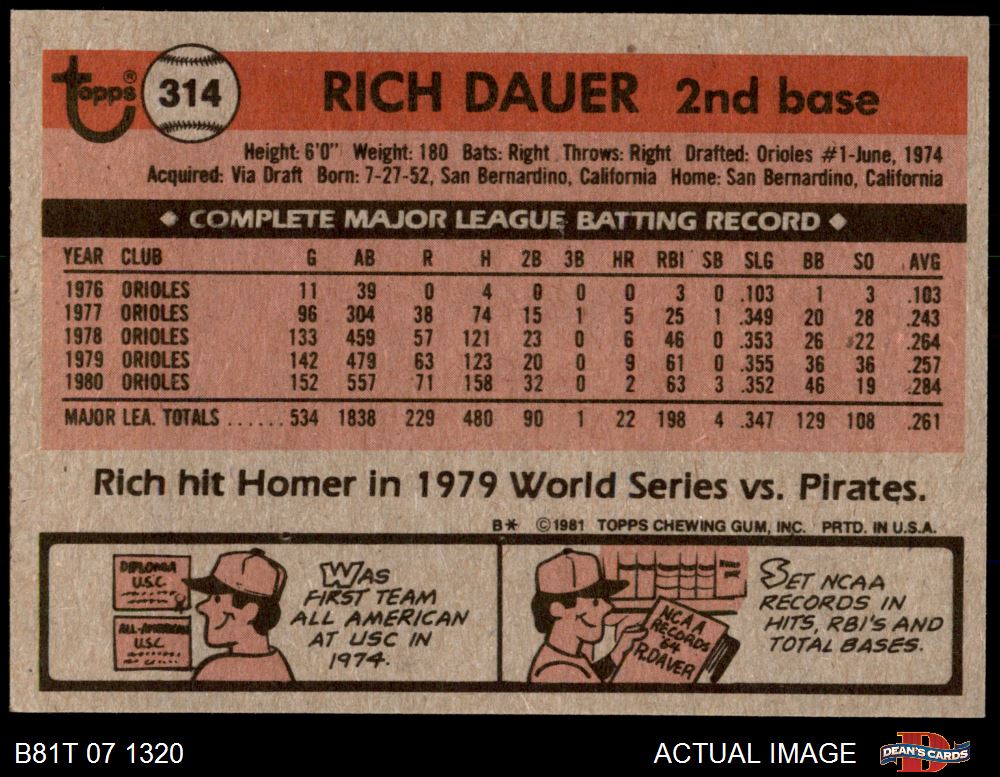 topps® 314 RICH DAUER 2nd base
Height: 6'0" Weight: 180 Bats: Right Throws: Right Drafted: Orioles #1-June, 1974
Acquired: Via Draft Born: 7-27-52, San Bernardino, California Home: San Bernardino, California
◆ COMPLETE MAJOR LEAGUE BATTING RECORD ◆
YEAR CLUB G AB R H 2B 3B HR RBI SB SLG BB SO AVG
1976 ORIOLES 11 39 0 4 0 0 0 3 0 .103 1 3 .103
1977 ORIOLES 96 304 38 74 15 1 5 25 1 .349 20 28 .243
1978 ORIOLES 133 459 57 121 23 0 6 46 0 .353 26 22 .264
1979 ORIOLES 142 479 63 123 20 0 9 61 0 .355 36 36 .257
1980 ORIOLES 152 557 71 158 32 0 2 63 3 .352 46 19 .284
MAJOR LEA. TOTALS ...... 534 1838 229 480 90 1 22 198 4 .347 129 108 .261
Rich hit Homer in 1979 World Series vs. Pirates.
B* ©1981 TOPPS CHEWING GUM, INC. PRTD. IN U.S.A.
DIPLOMA
U.S.C.
ALL-AMERICAN
U.S.C.
WAS
FIRST TEAM
ALL AMERICAN
AT USC IN
1974.
NCAA
RECORDS
64
R.DAUER
SET NCAA
RECORDS IN
HITS, RBI'S AND
TOTAL BASES.
B81T 07 1320 ACTUAL IMAGE DEAN'S CARDS